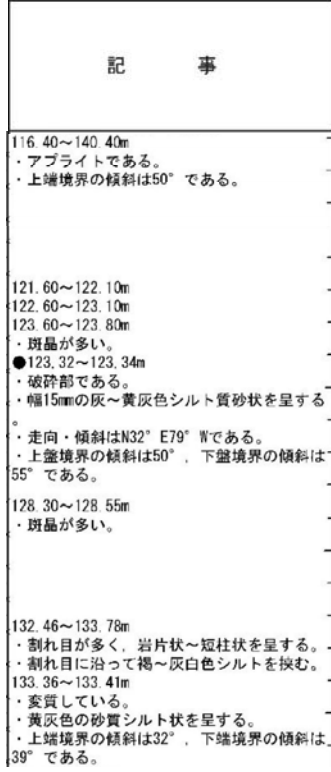 記　事
116.40～140.40m
・アプライトである。
・上端境界の傾斜は50°である。
121.60～122.10m
122.60～123.10m
123.60～123.80m
・斑晶が多い。
●123.32～123.34m
・破砕部である。
・幅15mmの灰～黄灰色シルト質砂状を呈する
。
・走向・傾斜はN32°E79°Wである。
・上盤境界の傾斜は50°，下盤境界の傾斜は
55°である。
128.30～128.55m
・斑晶が多い。
132.46～133.78m
・割れ目が多く，岩片状～短柱状を呈する。
・割れ目に沿って褐～灰白色シルトを挟む。
133.36～133.41m
・変質している。
・黄灰色の砂質シルト状を呈する。
・上端境界の傾斜は32°，下端境界の傾斜は
39°である。